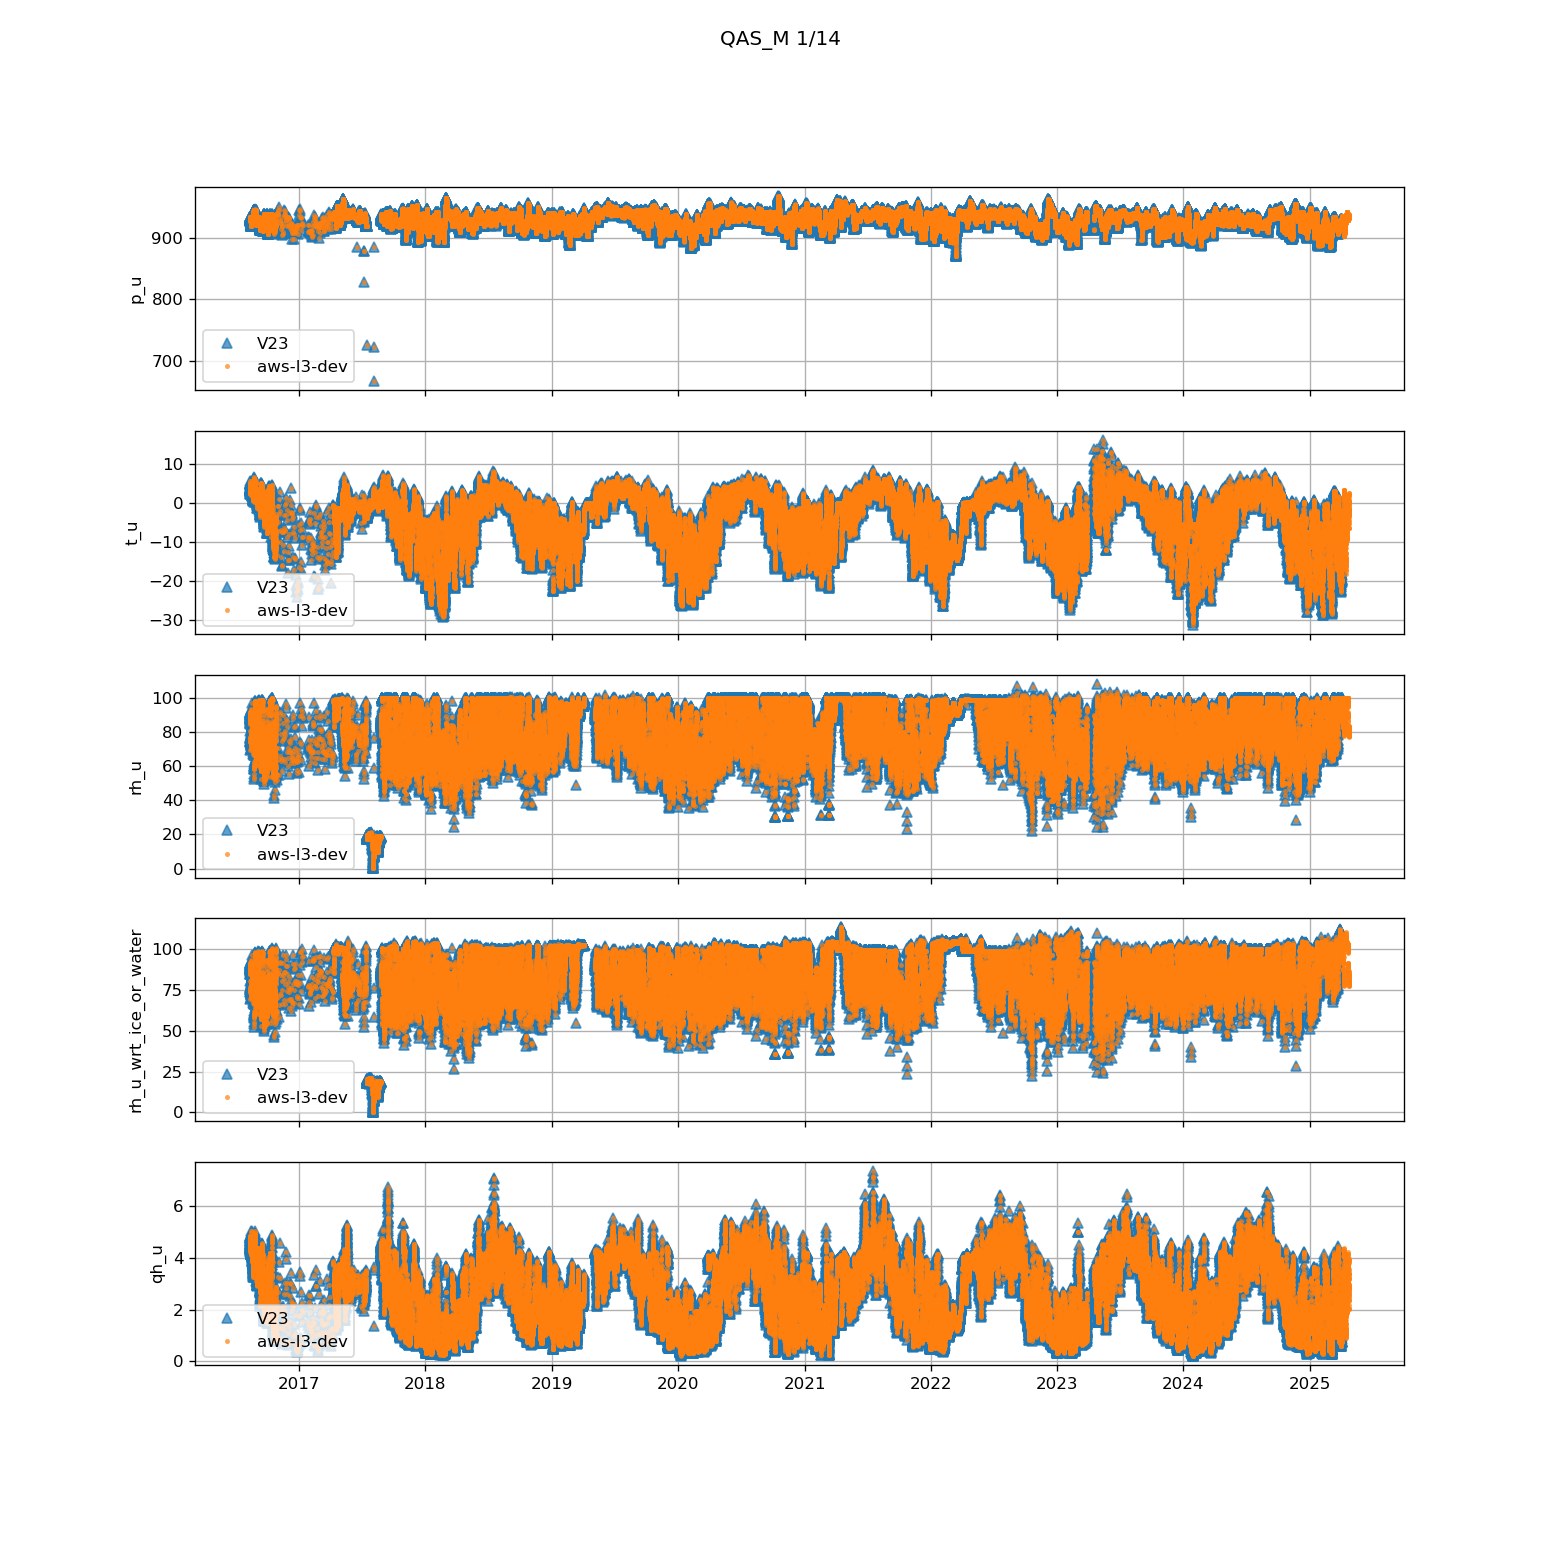 QAS_M 1/14
900
800
700
p_u
V23
aws-l3-dev
10
0
−10
−20
−30
t_u
V23
aws-l3-dev
100
80
60
40
20
0
rh_u
V23
aws-l3-dev
100
75
50
25
0
rh_u_wrt_ice_or_water
V23
aws-l3-dev
6
4
2
0
qh_u
V23
aws-l3-dev
2017 2018 2019 2020 2021 2022 2023 2024 2025